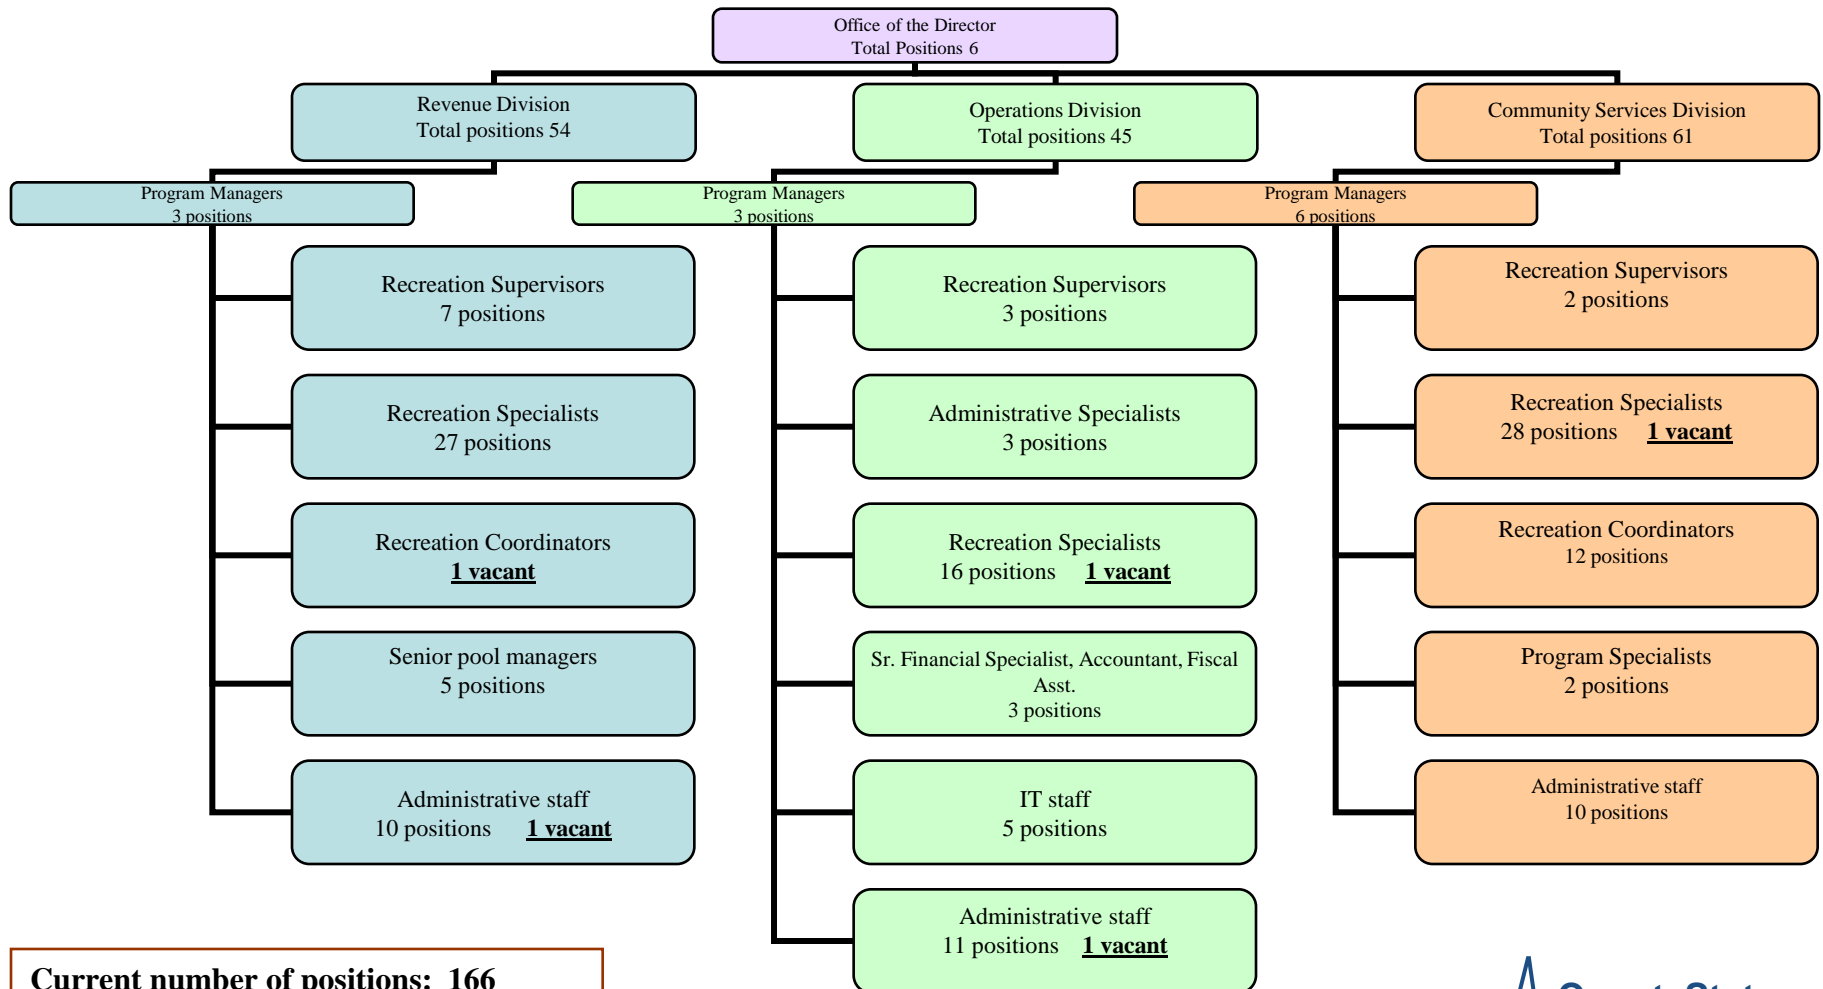 Office of the Director
Total Positions 6
Revenue Division
Total positions 54
Operations Division
Total positions 45
Community Services Division
Total positions 61
Program Managers
3 positions
Program Managers
3 positions
Program Managers
6 positions
Recreation Supervisors
7 positions
Recreation Specialists
27 positions
Recreation Coordinators
1 vacant
Senior pool managers
5 positions
Administrative staff
10 positions 1 vacant
Recreation Supervisors
3 positions
Administrative Specialists
3 positions
Recreation Specialists
16 positions 1 vacant
Sr. Financial Specialist, Accountant, Fiscal
Asst.
3 positions
IT staff
5 positions
Administrative staff
11 positions 1 vacant
Recreation Supervisors
2 positions
Recreation Specialists
28 positions 1 vacant
Recreation Coordinators
12 positions
Program Specialists
2 positions
Administrative staff
10 positions
Current number of positions: 166